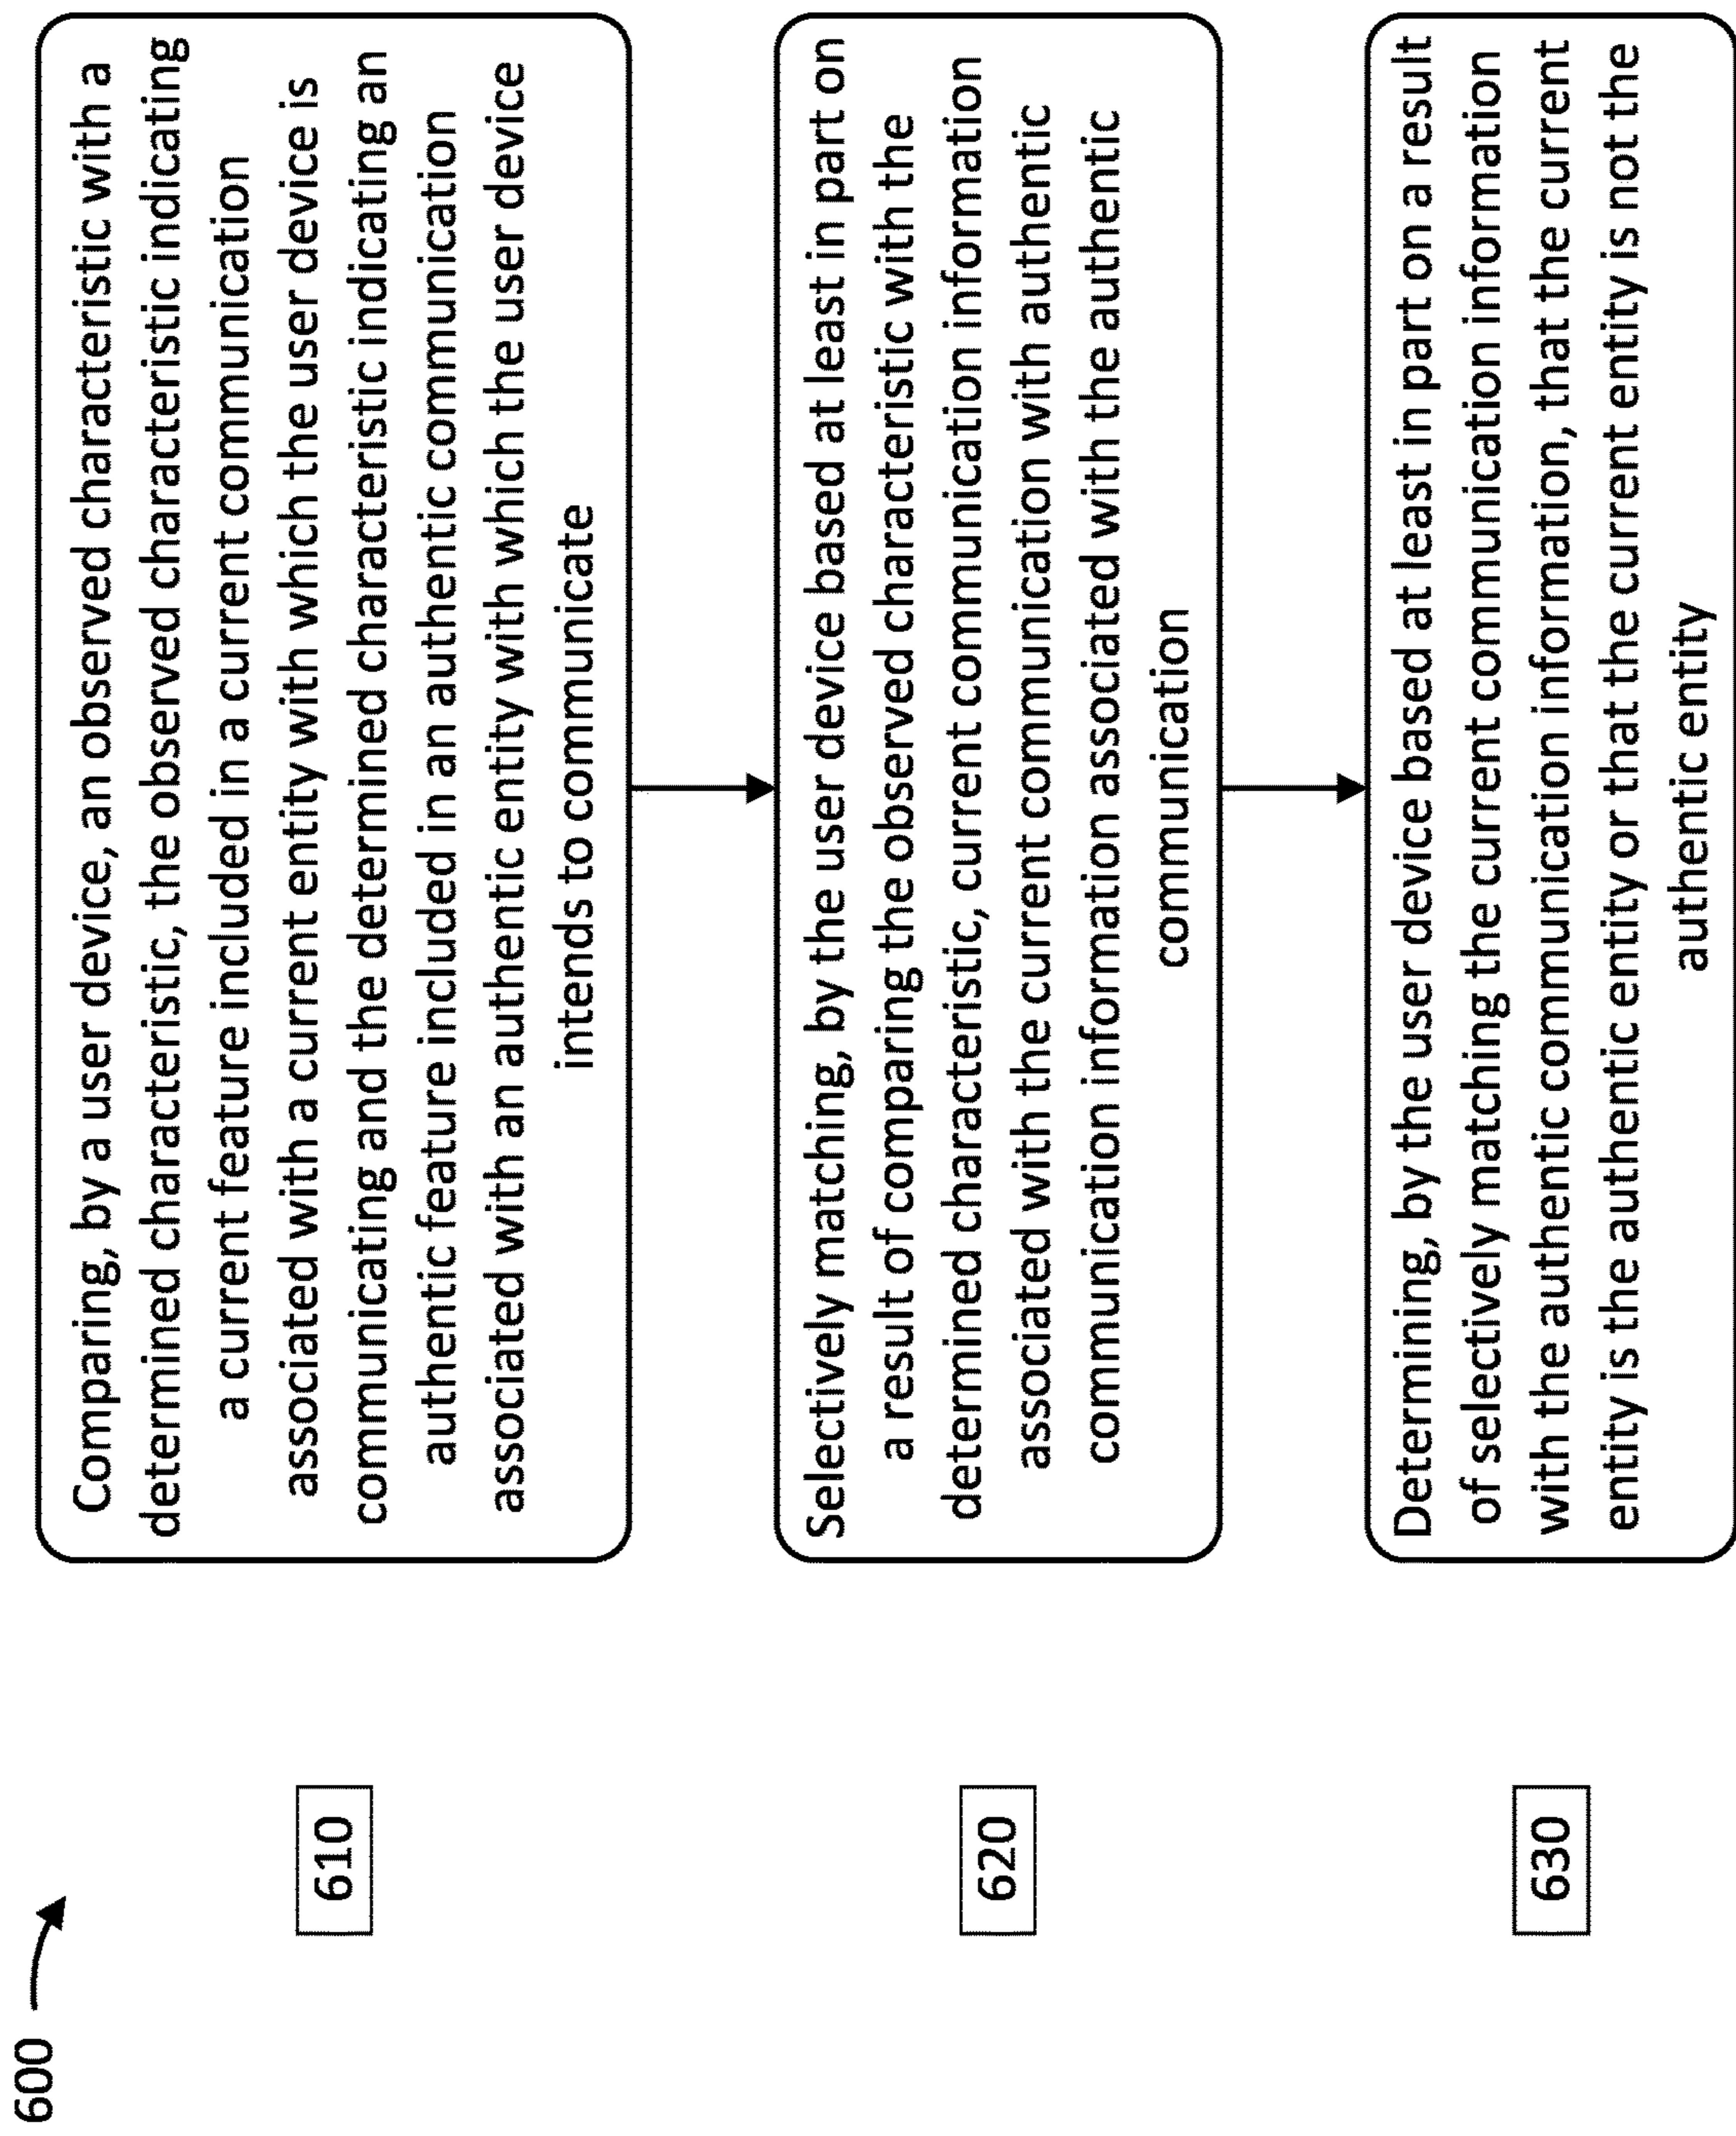 600
610
Comparing, by a user device, an observed characteristic with a
determined characteristic, the observed characteristic indicating
a current feature included in a current communication
associated with a current entity with which the user device is
communicating and the determined characteristic indicating an
authentic feature included in an authentic communication
associated with an authentic entity with which the user device
intends to communicate
620
Selectively matching, by the user device based at least in part on
a result of comparing the observed characteristic with the
determined characteristic, current communication information
associated with the current communication with authentic
communication information associated with the authentic
communication
630
Determining, by the user device based at least in part on a result
of selectively matching the current communication information
with the authentic communication information, that the current
entity is the authentic entity or that the current entity is not the
authentic entity